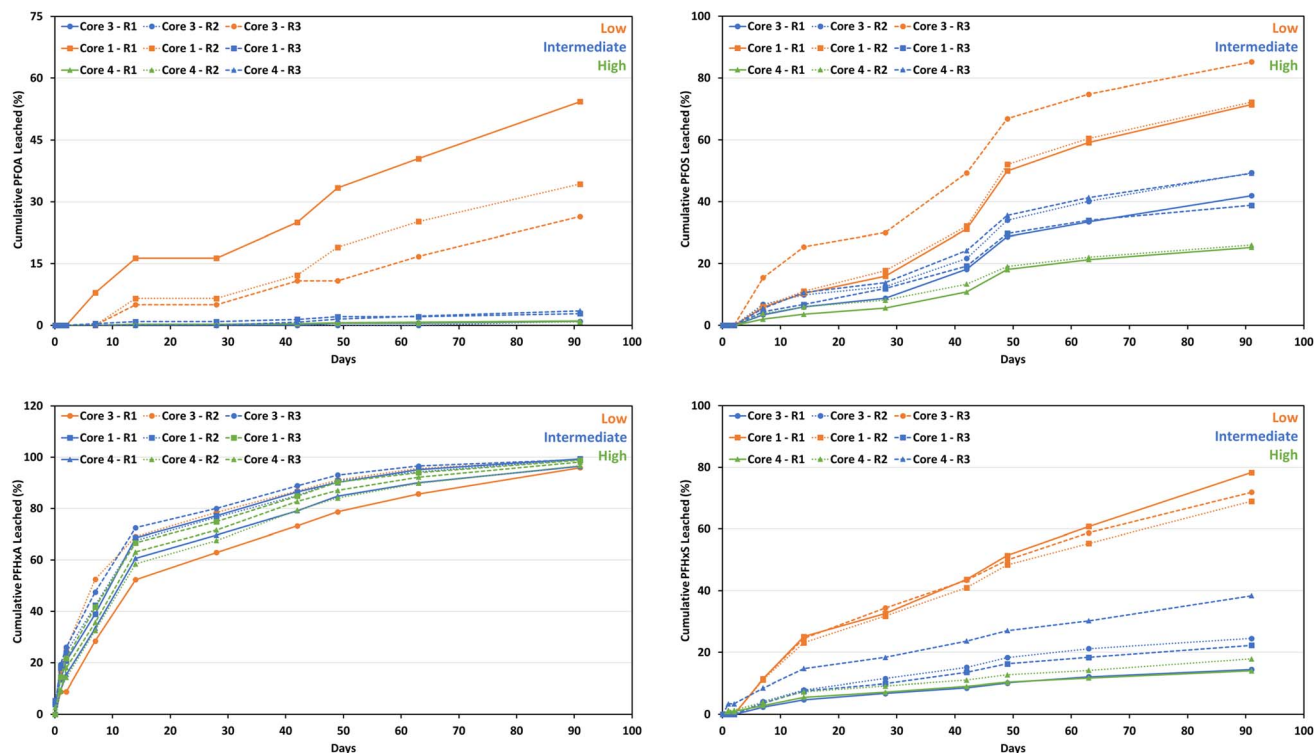 75
60
45
30
15
0
Cumulative PFOA Leached (%)
Core 3 - R1 Core 3 - R2 Core 3 - R3
Core 1 - R1 Core 1 - R2 Core 1 - R3
Core 4 - R1 Core 4 - R2 Core 4 - R3
Low
Intermediate
High
0 10 20 30 40 50 60 70 80 90 100
Days
100
80
60
40
20
0
Cumulative PFOS Leached (%)
Core 3 - R1 Core 3 - R2 Core 3 - R3
Core 1 - R1 Core 1 - R2 Core 1 - R3
Core 4 - R1 Core 4 - R2 Core 4 - R3
Low
Intermediate
High
0 10 20 30 40 50 60 70 80 90 100
Days
120
100
80
60
40
20
0
Cumulative PFHxA Leached (%)
Core 3 - R1 Core 3 - R2 Core 3 - R3
Core 1 - R1 Core 1 - R2 Core 1 - R3
Core 4 - R1 Core 4 - R2 Core 4 - R3
Low
Intermediate
High
0 10 20 30 40 50 60 70 80 90 100
Days
100
80
60
40
20
0
Cumulative PFHxS Leached (%)
Core 3 - R1 Core 3 - R2 Core 3 - R3
Core 1 - R1 Core 1 - R2 Core 1 - R3
Core 4 - R1 Core 4 - R2 Core 4 - R3
Low
Intermediate
High
0 10 20 30 40 50 60 70 80 90 100
Days